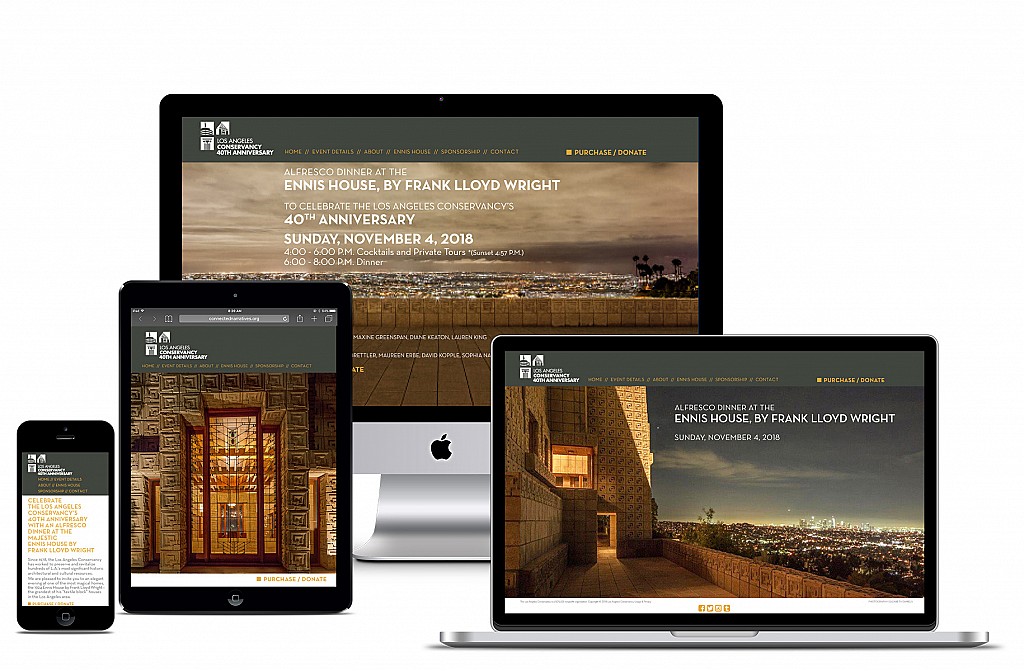 LOS ANGELES
CONSERVANCY
40TH ANNIVERSARY
HOME // EVENT DETAILS // ABOUT // ENNIS HOUSE // SPONSORSHIP // CONTACT
PURCHASE / DONATE
ALFRESCO DINNER AT THE
ENNIS HOUSE, BY FRANK LLOYD WRIGHT
TO CELEBRATE THE LOS ANGELES CONSERVANCY'S
40TH ANNIVERSARY
SUNDAY, NOVEMBER 4, 2018
4:00 - 6:00 P.M. Cocktails and Private Tours *(Sunset 4:57 P.M.)
6:00 - 8:00 P.M. Dinner
MAXINE GREENSPAN, DIANE KEATON, LAUREN KING
RETTLER, MAUREEN ERBE, DAVID KOPPLE, SOPHIA NA
ATE
iPad
8:39 AM
connectednarratives.org
LOS ANGELES
CONSERVANCY
40TH ANNIVERSARY
HOME // EVENT DETAILS // ABOUT // ENNIS HOUSE // SPONSORSHIP // CONTACT
PURCHASE / DONATE
LOS ANGELES
CONSERVANCY
40TH ANNIVERSARY
HOME // EVENT DETAILS // ABOUT // ENNIS HOUSE // SPONSORSHIP // CONTACT
PURCHASE / DONATE
ALFRESCO DINNER AT THE
ENNIS HOUSE, BY FRANK LLOYD WRIGHT
SUNDAY, NOVEMBER 4, 2018
LOS ANGELES
CONSERVANCY
40TH ANNIVERSARY
HOME // EVENT DETAILS
ABOUT // ENNIS HOUSE
SPONSORSHIP // CONTACT
CELEBRATE
THE LOS ANGELES
CONSERVANCY'S
40TH ANNIVERSARY
WITH AN ALFRESCO
DINNER AT THE
MAJESTIC
ENNIS HOUSE BY
FRANK LLOYD WRIGHT
Since 1978, the Los Angeles Conservancy
has worked to preserve and revitalize
hundreds of L.A.'s most significant historic
architectural and cultural resources.
We are pleased to invite you to an elegant
evening at one of the most magical homes,
the 1924 Ennis House by Frank Lloyd Wright-
the grandest of his "textile block" houses
in the Los Angeles area.
PURCHASE / DONATE